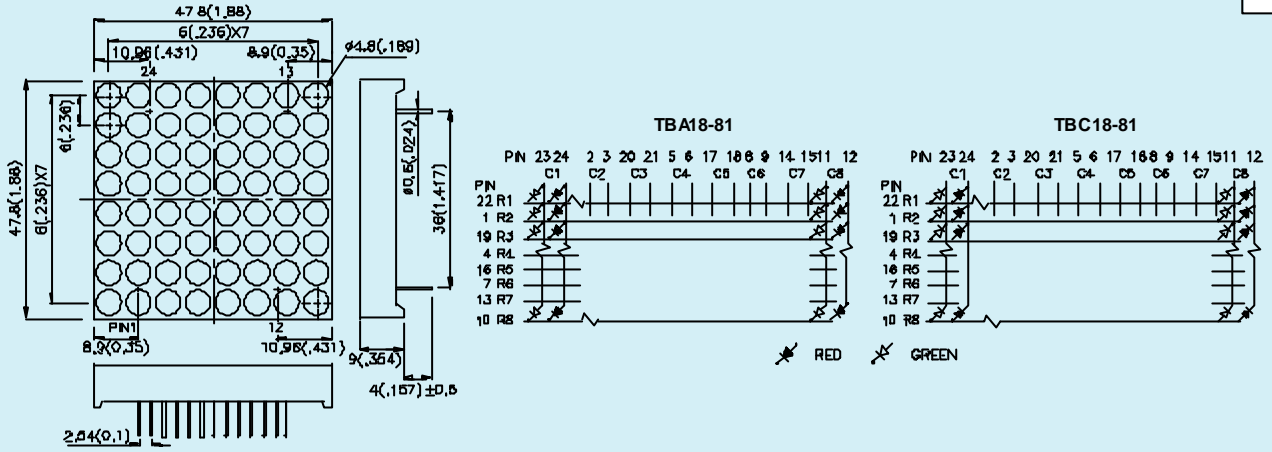 47.8(1.88)
6(.236)X7
10.96(.431) 8.9(0.35) ø4.8(.189)
24 13
6(.236)
47.8(1.88)
6(.236)X7
PIN1 12
8.9(0.35) 10.96(.431)
2.54(0.1)
ø0.6(.024)
36(1.417)
9(.354)
4(.157)±0.5
TBA18-81
PIN 23 24 2 3 20 21 5 6 17 18 8 9 14 15 11 12
C1 C2 C3 C4 C5 C6 C7 C8
PIN
22 R1
1 R2
19 R3
4 R4
16 R5
7 R6
13 R7
10 R8
TBC18-81
PIN 23 24 2 3 20 21 5 6 17 18 8 9 14 15 11 12
C1 C2 C3 C4 C5 C6 C7 C8
PIN
22 R1
1 R2
19 R3
4 R4
16 R5
7 R6
13 R7
10 R8
RED GREEN